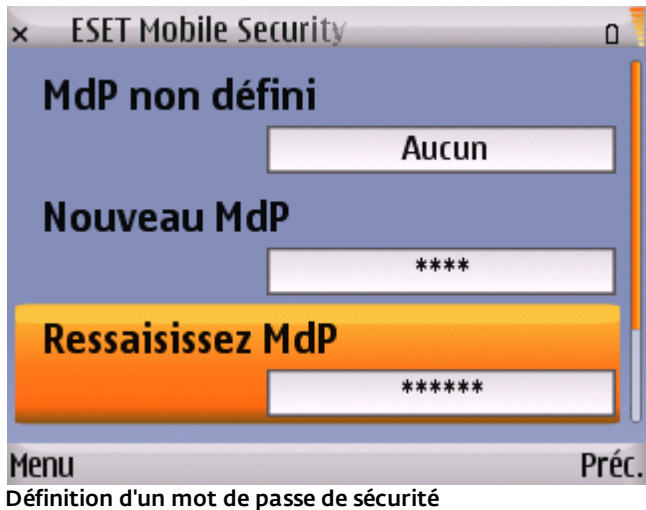 × ESET Mobile Security
MdP non défini
Aucun
Nouveau MdP
****
Ressaisissez MdP
******
Menu Préc.
Définition d'un mot de passe de sécurité